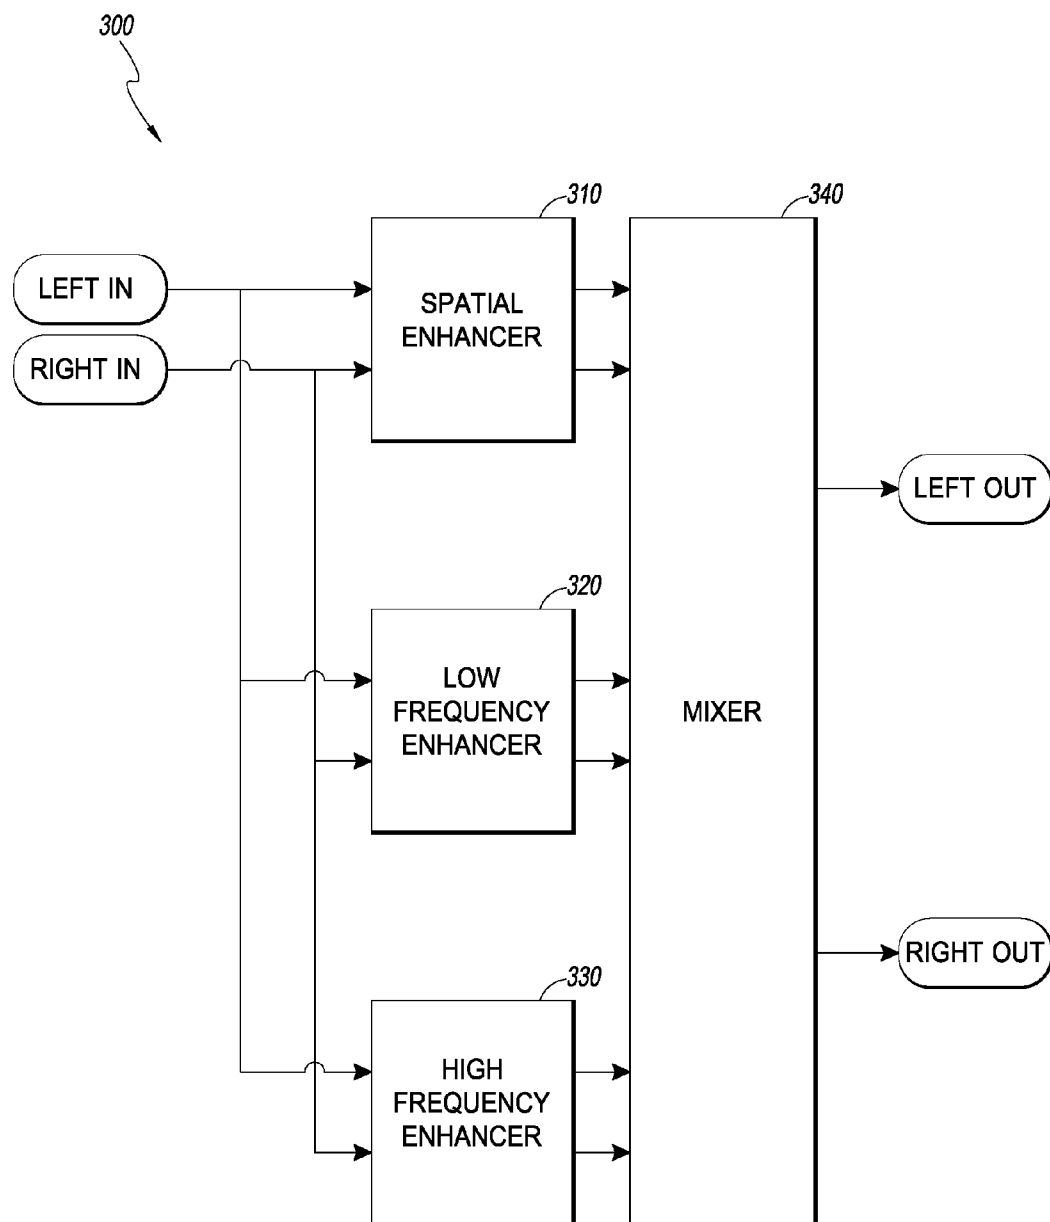 300
310
340
LEFT IN
SPATIAL
ENHANCER
RIGHT IN
LEFT OUT
320
LOW
FREQUENCY
ENHANCER
MIXER
RIGHT OUT
330
HIGH
FREQUENCY
ENHANCER